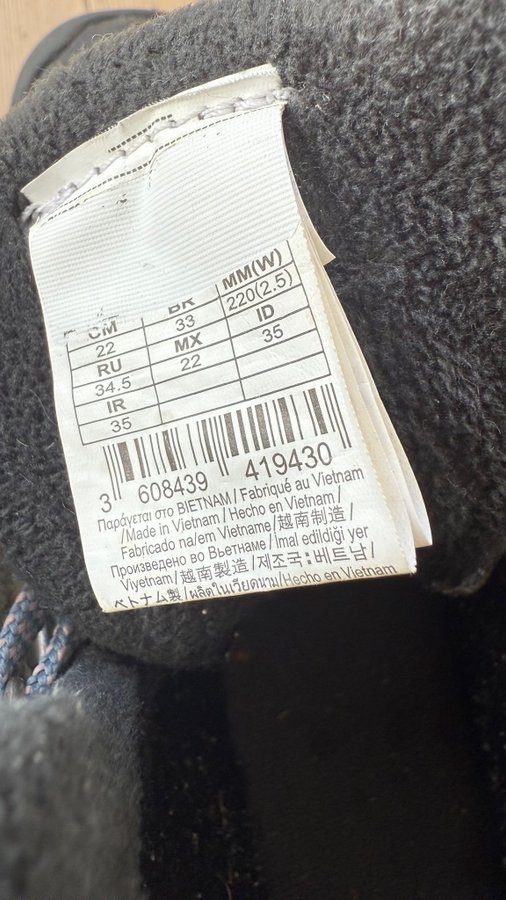 CM BR MM(W)
22 33 220(2.5)
RU MX ID
34.5 22 35
IR
35
3 608439 419430
Παράγεται στο ΒΙΕΤΝΑΜ / Fabriqué au Vietnam
/Made in Vietnam / Hecho en Vietnam /
Fabricado na/em Vietname / 越南制造 /
Произведено во Вьетнаме / İmal edildiği yer
Viyetnam / 越南製造 / 제조국: 베트남 /
ベトナム製 / ผลิตในเวียดนาม/Hecho en Vietnam